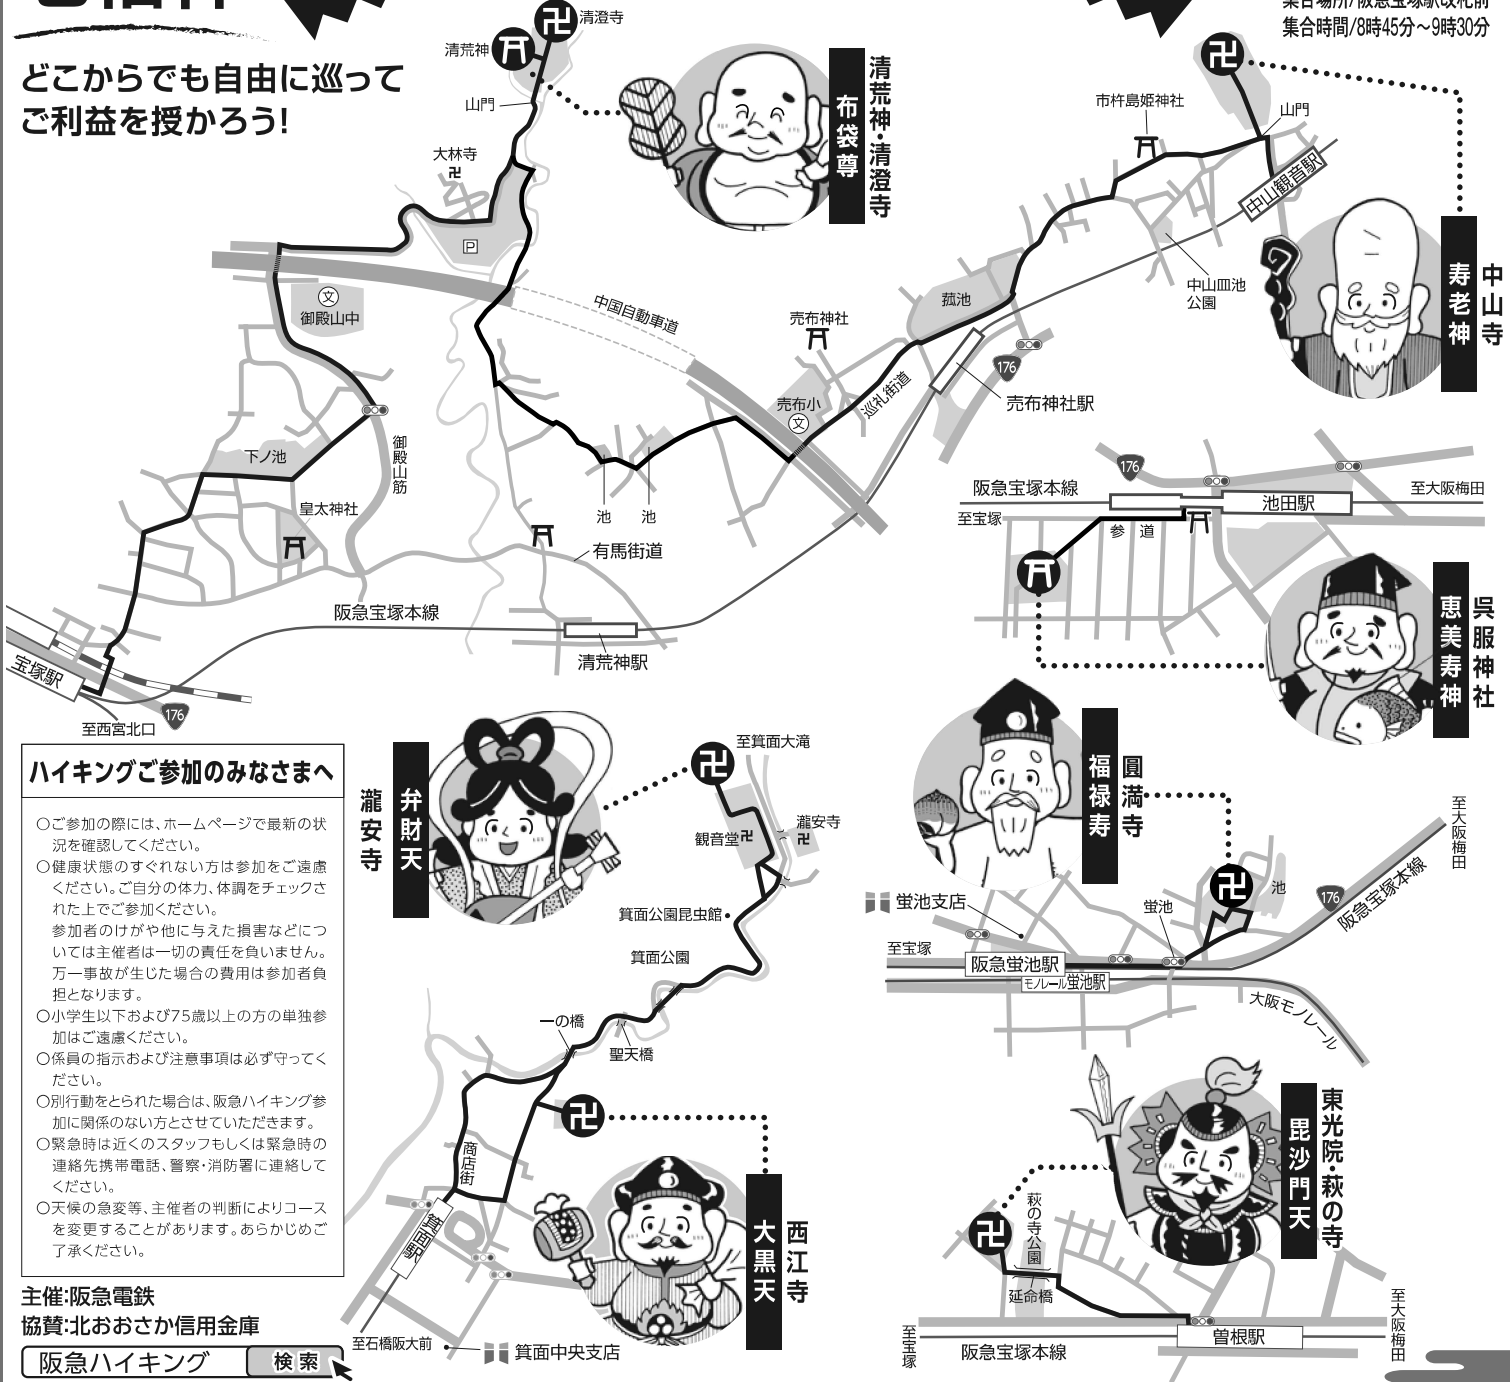 集合場所/阪急宝塚駅改札前
集合時間/8時45分～9時30分
どこからでも自由に巡って
ご利益を授かろう!
清澄寺
清荒神
山門
大林寺
P
文
御殿山中
中国自動車道
下ノ池
御殿山筋
皇太神社
池
池
有馬街道
阪急宝塚本線
清荒神駅
宝塚駅
176
至西宮北口
清荒神・清澄寺
布袋尊
売布神社
売布小
文
巡礼街道
菰池
176
売布神社駅
市杵島姫神社
山門
中山観音駅
中山皿池
公園
中山寺
寿老神
176
阪急宝塚本線
至宝塚
池田駅
至大阪梅田
参道
呉服神社
恵美寿神
ハイキングご参加のみなさまへ
○ご参加の際には、ホームページで最新の状
況を確認してください。
○健康状態のすぐれない方は参加をご遠慮
ください。ご自分の体力、体調をチェックさ
れた上でご参加ください。
参加者のけがや他に与えた損害などにつ
いては主催者は一切の責任を負いません。
万一事故が生じた場合の費用は参加者負
担となります。
○小学生以下および75歳以上の方の単独参
加はご遠慮ください。
○係員の指示および注意事項は必ず守ってく
ださい。
○別行動をとられた場合は、阪急ハイキング参
加に関係のない方とさせていただきます。
○緊急時は近くのスタッフもしくは緊急時の
連絡先携帯電話、警察・消防署に連絡して
ください。
○天候の急変等、主催者の判断によりコース
を変更することがあります。あらかじめご
了承ください。
主催:阪急電鉄
協賛:北おおさか信用金庫
阪急ハイキング
検索
瀧安寺
弁財天
至箕面大滝
観音堂
瀧安寺
箕面公園昆虫館
箕面公園
一の橋
聖天橋
商店街
箕面駅
至石橋阪大前
箕面中央支店
西江寺
大黒天
圓満寺
福禄寿
蛍池支店
至宝塚
阪急蛍池駅
モノレール蛍池駅
蛍池
池
176
阪急宝塚本線
至大阪梅田
大阪モノレール
東光院・萩の寺
毘沙門天
萩の寺公園
延命橋
至宝塚
阪急宝塚本線
曽根駅
至大阪梅田